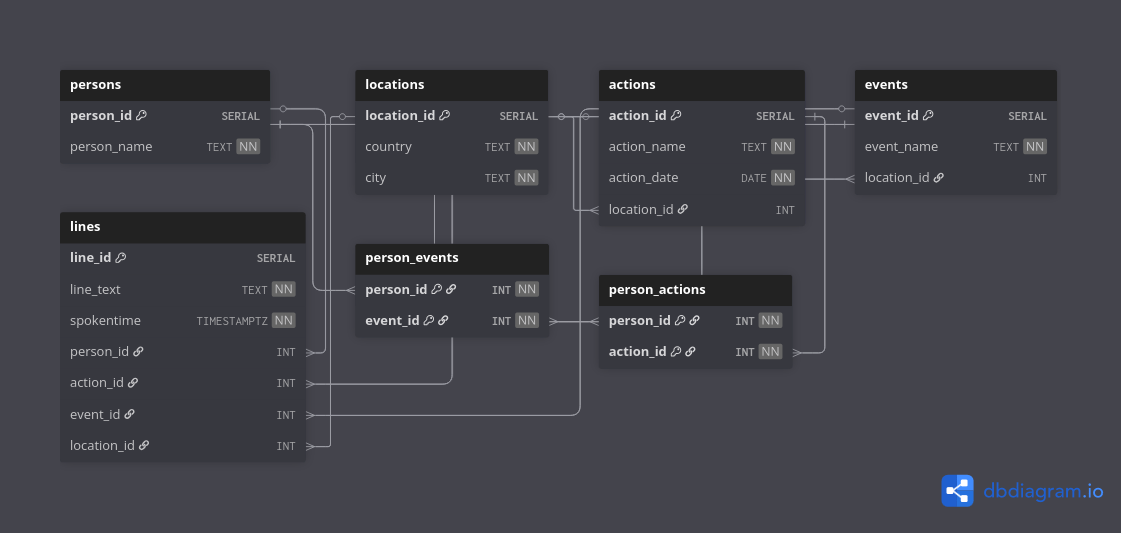 persons
person_id SERIAL
person_name TEXT NN
locations
location_id SERIAL
country TEXT NN
city TEXT NN
actions
action_id SERIAL
action_name TEXT NN
action_date DATE NN
location_id INT
events
event_id SERIAL
event_name TEXT NN
location_id INT
lines
line_id SERIAL
line_text TEXT NN
spokentime TIMESTAMPTZ NN
person_id INT
action_id INT
event_id INT
location_id INT
person_events
person_id INT NN
event_id INT NN
person_actions
person_id INT NN
action_id INT NN
dbdiagram.io